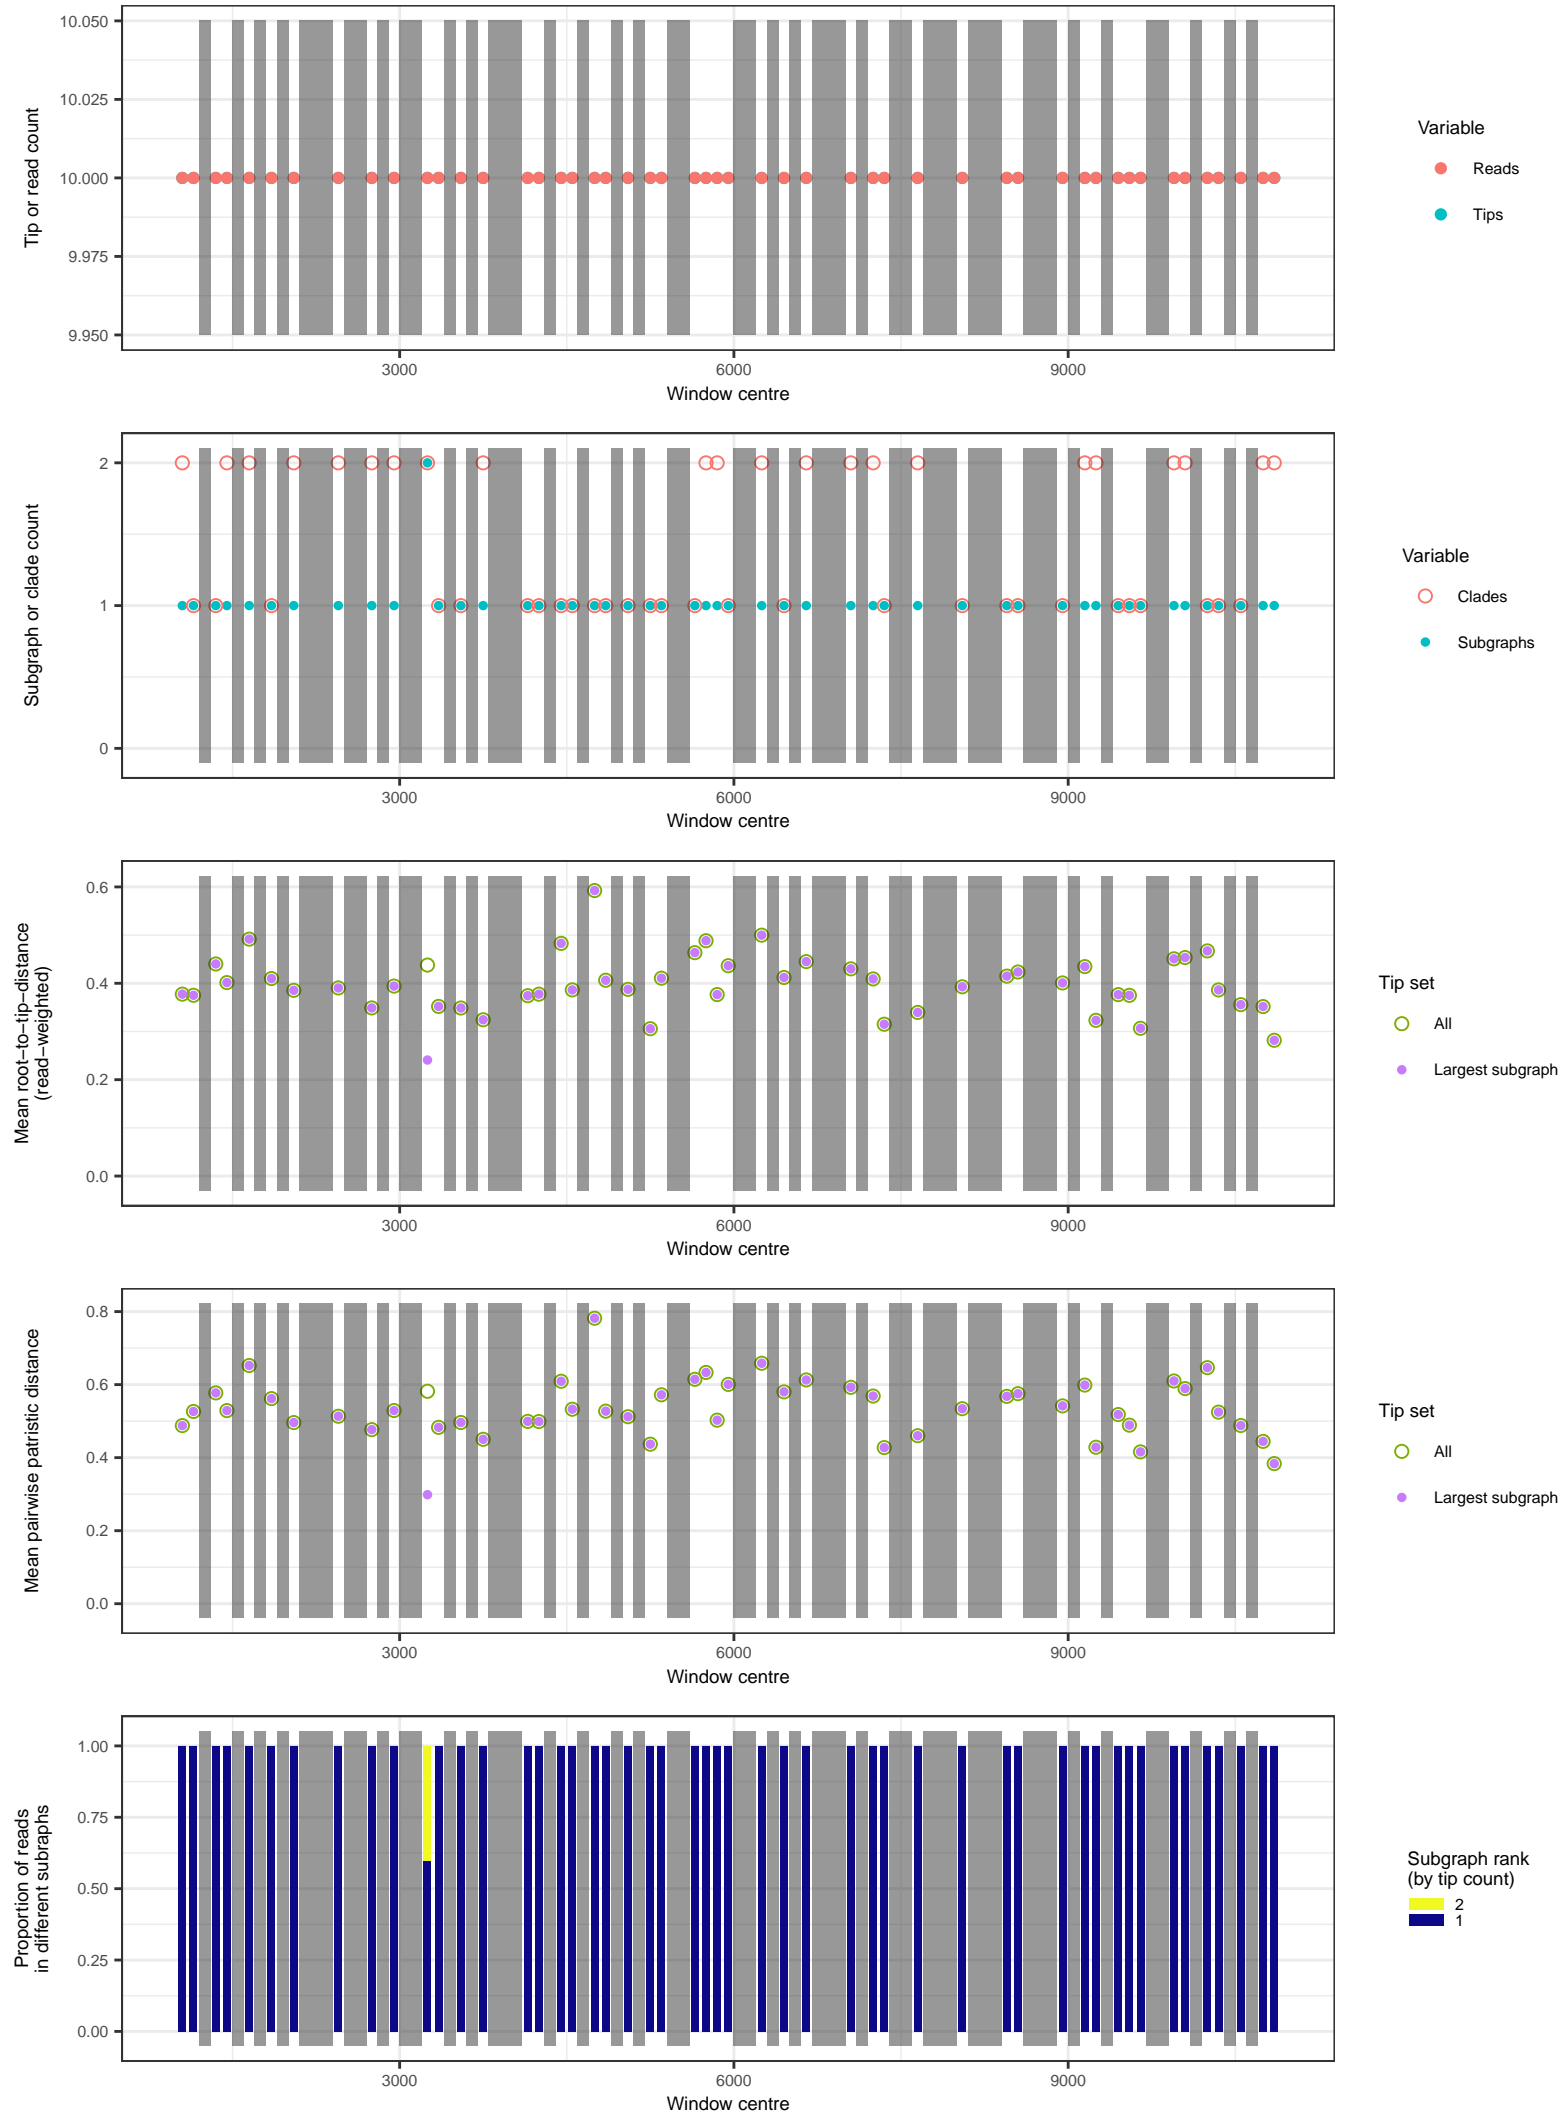 10.050
10.025
10.000
9.975
9.950
Tip or read count
3000
6000
9000
Window centre
Variable
Reads
Tips
2
1
0
Subgraph or clade count
3000
6000
9000
Window centre
Variable
Clades
Subgraphs
0.6
0.4
0.2
0.0
Mean root−to−tip−distance
(read−weighted)
3000
6000
9000
Window centre
Tip set
All
Largest subgraph
0.8
0.6
0.4
0.2
0.0
Mean pairwise patristic distance
3000
6000
9000
Window centre
Tip set
All
Largest subgraph
1.00
0.75
0.50
0.25
0.00
Proportion of reads
in different subraphs
3000
6000
9000
Window centre
Subgraph rank
(by tip count)
2
1